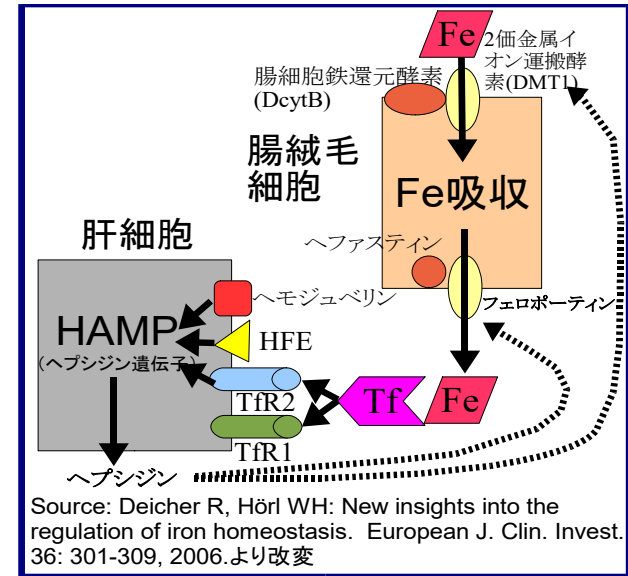 Fe
2価金属イ
オン運搬酵
素(DMT1)
腸細胞鉄還元酵素
(DcytB)
腸絨毛
細胞
Fe吸収
肝細胞
ヘファスティン
フェロポーティン
ヘモジュベリン
HAMP
(ヘプシジン遺伝子)
HFE
TfR2
Tf
Fe
TfR1
ヘプシジン
Source: Deicher R, Hörl WH: New insights into the
regulation of iron homeostasis. European J. Clin. Invest.
36: 301-309, 2006.より改変